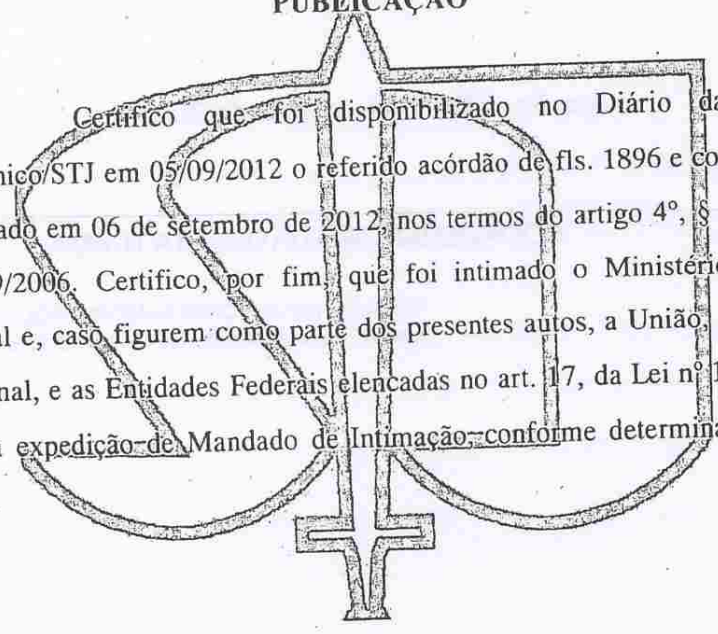 PUBLICAÇÃO
Certifico que foi disponibilizado no Diário da
nico/STJ em 05/09/2012 o referido acórdão de fls. 1896 e co
ado em 06 de setembro de 2012, nos termos do artigo 4º, §
9/2006. Certifico, por fim, que foi intimado o Ministério
al e, caso figurem como parte dos presentes autos, a União,
nal, e as Entidades Federais elencadas no art. 17, da Lei nº 1
a expedição de Mandado de Intimação, conforme determina